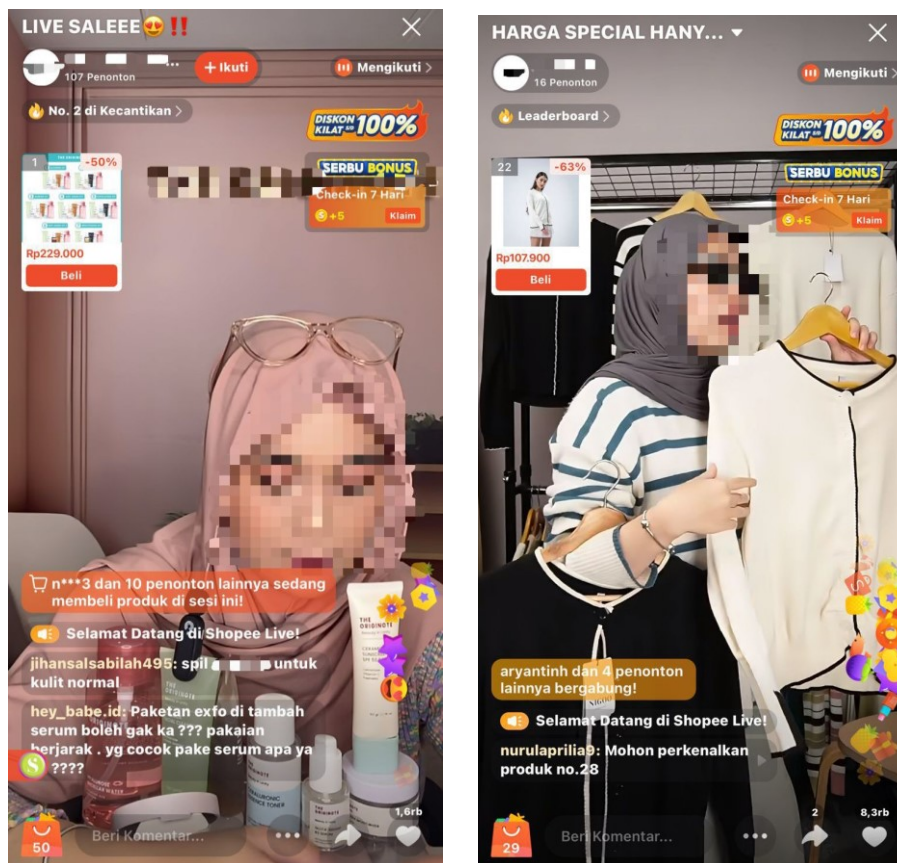 LIVE SALEEE😍‼️
107 Penonton
+ Ikuti
Mengikuti >
No. 2 di Kecantikan >
DISKON KILAT 100%
1
-50%
SERBU BONUS
Check-in 7 Hari
+5
Klaim
Rp229.000
Beli
n***3 dan 10 penonton lainnya sedang
membeli produk di sesi ini!
Selamat Datang di Shopee Live!
jihansalsabilah495: spil untuk
kulit normal
hey_babe.id: Paketan exfo di tambah
serum boleh gak ka ??? pakaian
berjarak . yg cocok pake serum apa ya
????
THE
ORIGINOTE
THE
ORIGINOTE
50
Beri Komentar...
1,6rb
HARGA SPECIAL HANY...
16 Penonton
Mengikuti >
Leaderboard >
DISKON KILAT 100%
22
-63%
SERBU BONUS
Check-in 7 Hari
+5
Klaim
Rp107.900
Beli
aryantinh dan 4 penonton
lainnya bergabung!
Selamat Datang di Shopee Live!
nurulaprilia9: Mohon perkenalkan
produk no.28
29
Beri Komentar...
2
8,3rb